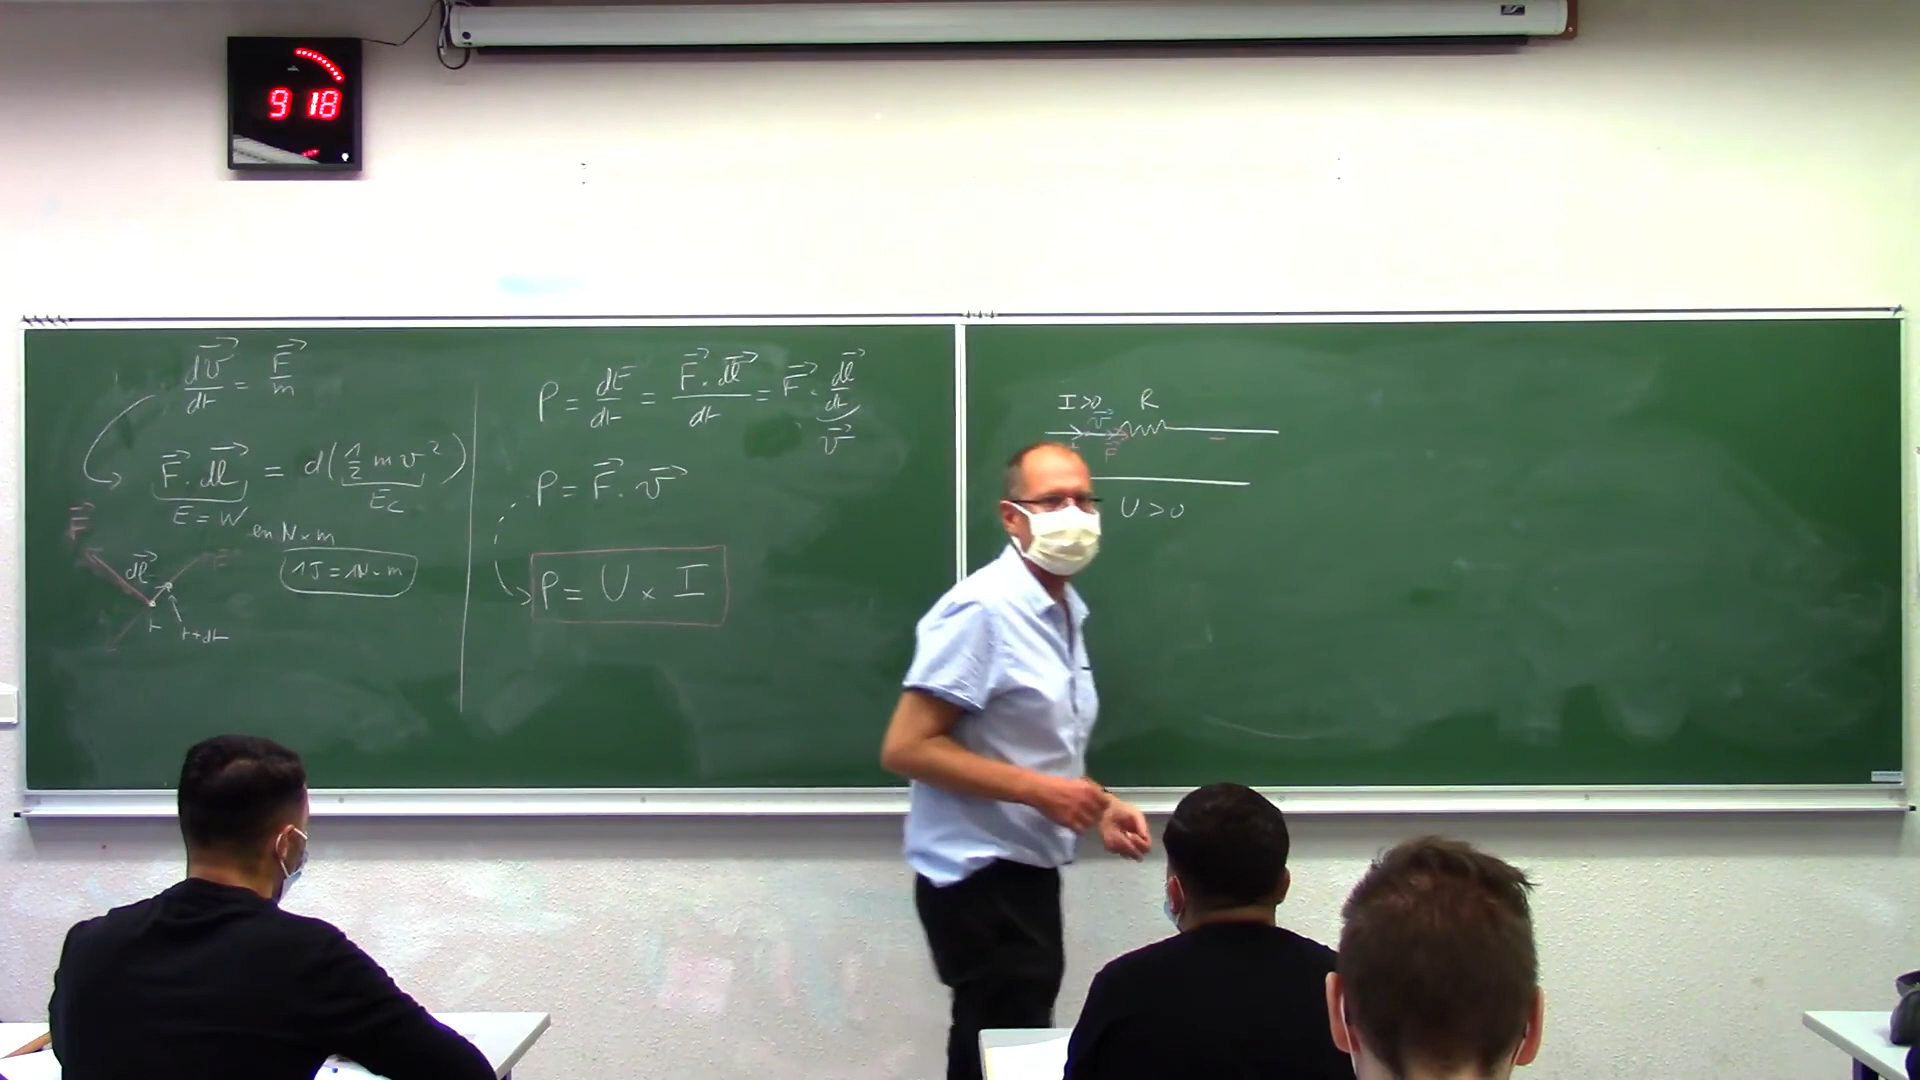 9 18
dv⃗/dt = F⃗/m
F⃗ . dl⃗ = d(1/2 m v²)
E = W
Ec
en N×m
1J = 1N·m
F⃗
dl⃗
t
t+dt
P = dE/dt = F⃗ . dl⃗/dt = F⃗ . dl⃗/dt
v⃗
P = F⃗ . v⃗
P = U × I
I>0
R
v⃗
F
U > 0